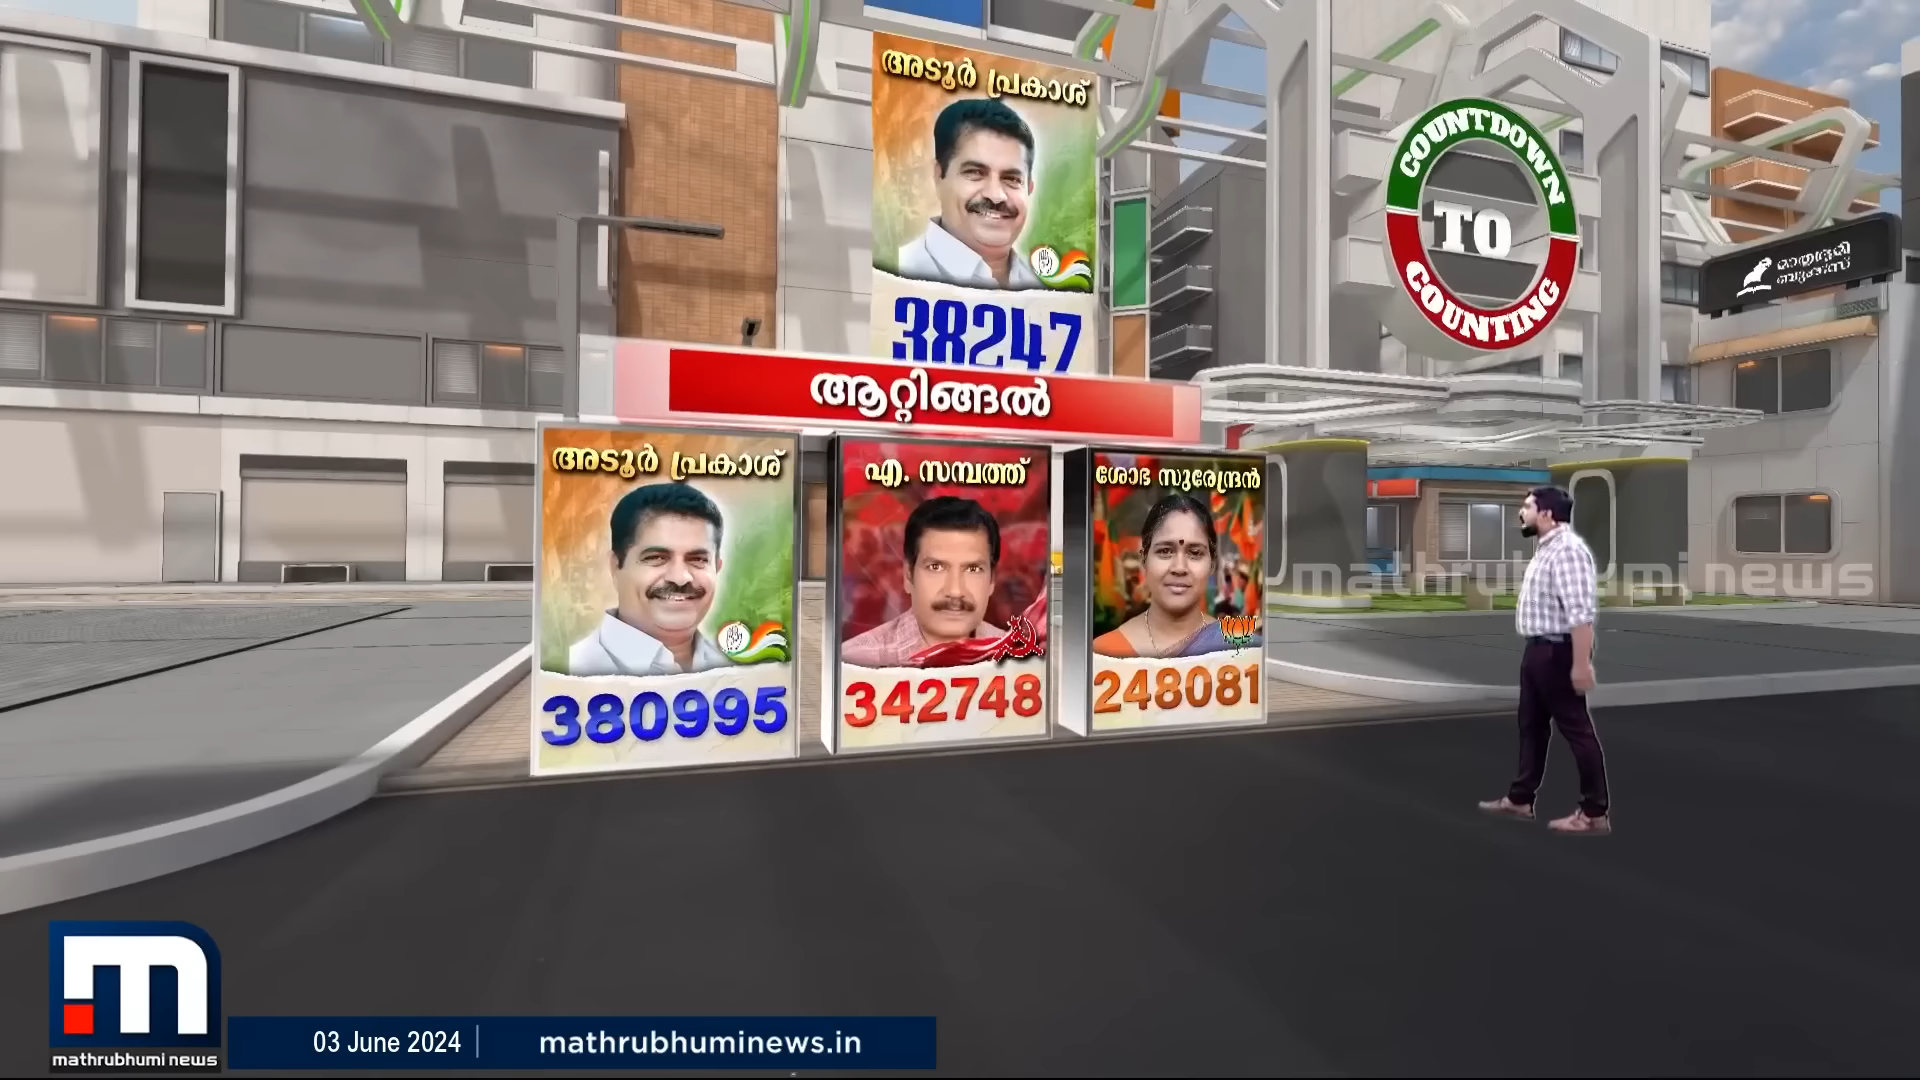 അടൂർ പ്രകാശ്
38247
COUNTDOWN
TO
COUNTING
മാതൃഭൂമി
ബുക്സ്
ആറ്റിങ്ങൽ
അടൂർ പ്രകാശ്
380995
എ. സമ്പത്ത്
342748
ശോഭ സുരേന്ദ്രൻ
248081
mathrubhumi news
mathrubhumi news
03 June 2024
mathrubhuminews.in